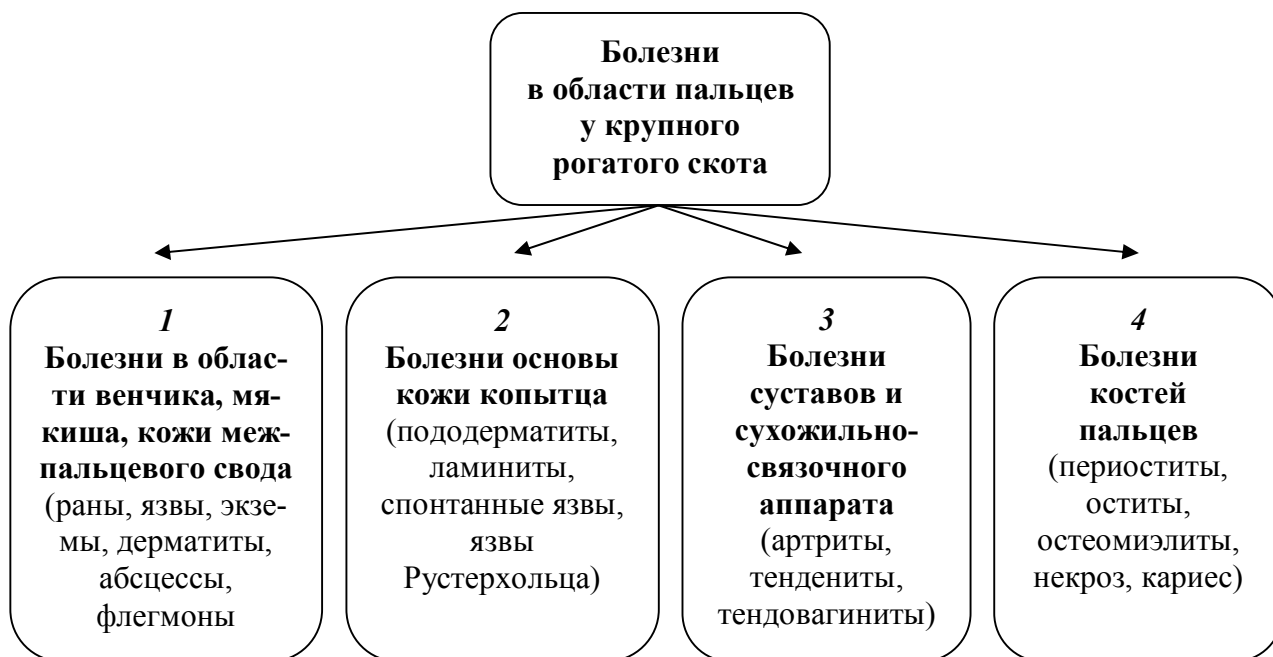 Болезни
в области пальцев
у крупного
рогатого скота
1
Болезни в облас-
ти венчика, мя-
киша, кожи меж-
пальцевого свода
(раны, язвы, экзе-
мы, дерматиты,
абсцессы,
флегмоны
2
Болезни основы
кожи копытца
(пододерматиты,
ламиниты,
спонтанные язвы,
язвы
Рустерхольца)
3
Болезни
суставов и
сухожильно-
связочного
аппарата
(артриты,
тендениты,
тендовагиниты)
4
Болезни
костей
пальцев
(периоститы,
оститы,
остеомиэлиты,
некроз, кариес)